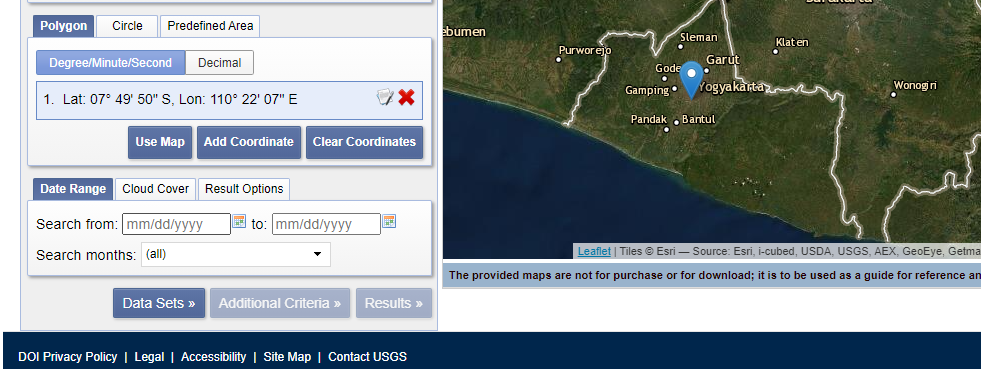 Polygon Circle Predefined Area
Degree/Minute/Second Decimal
1. Lat: 07° 49' 50" S, Lon: 110° 22' 07" E
Use Map Add Coordinate Clear Coordinates
Date Range Cloud Cover Result Options
Search from: mm/dd/yyyy to: mm/dd/yyyy
Search months: (all)
Data Sets » Additional Criteria » Results »
Surakarta
ebumen
Sleman
Purworejo
Klaten
Garut
Gode
Gamping
Yogyakarta
Wonogiri
Pandak
Bantul
Leaflet | Tiles © Esri — Source: Esri, i-cubed, USDA, USGS, AEX, GeoEye, Getma
The provided maps are not for purchase or for download; it is to be used as a guide for reference an
DOI Privacy Policy | Legal | Accessibility | Site Map | Contact USGS